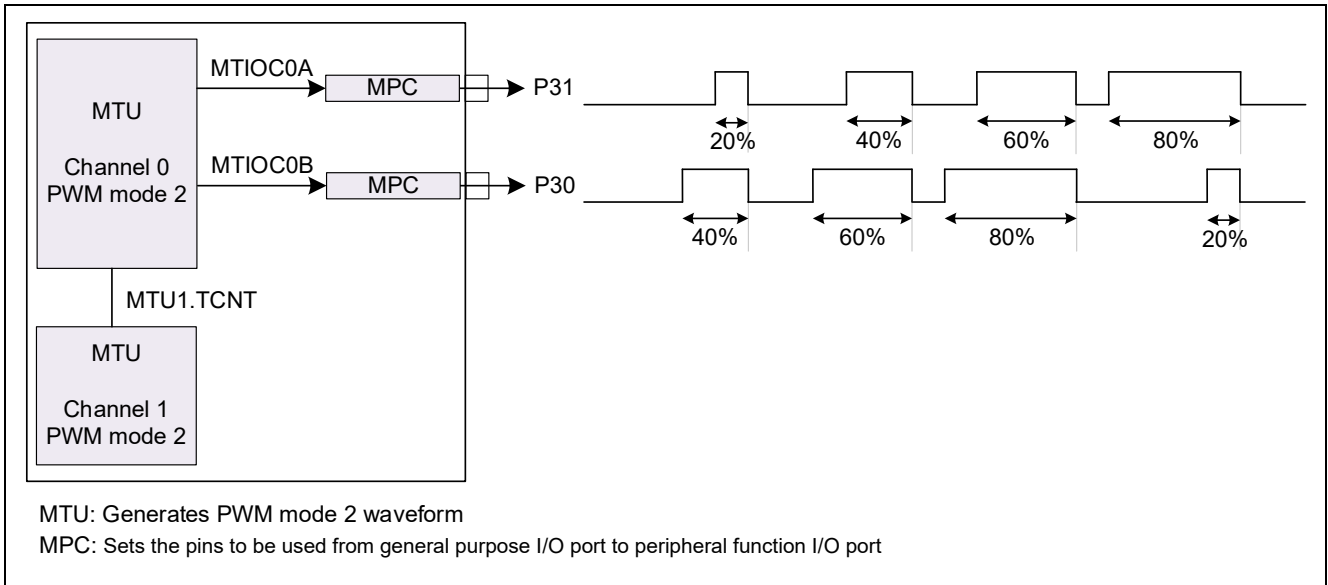 MTU
Channel 0
PWM mode 2
MTIOC0A
MPC
P31
20%
40%
60%
80%
MTIOC0B
MPC
P30
40%
60%
80%
20%
MTU1.TCNT
MTU
Channel 1
PWM mode 2
MTU: Generates PWM mode 2 waveform
MPC: Sets the pins to be used from general purpose I/O port to peripheral function I/O port